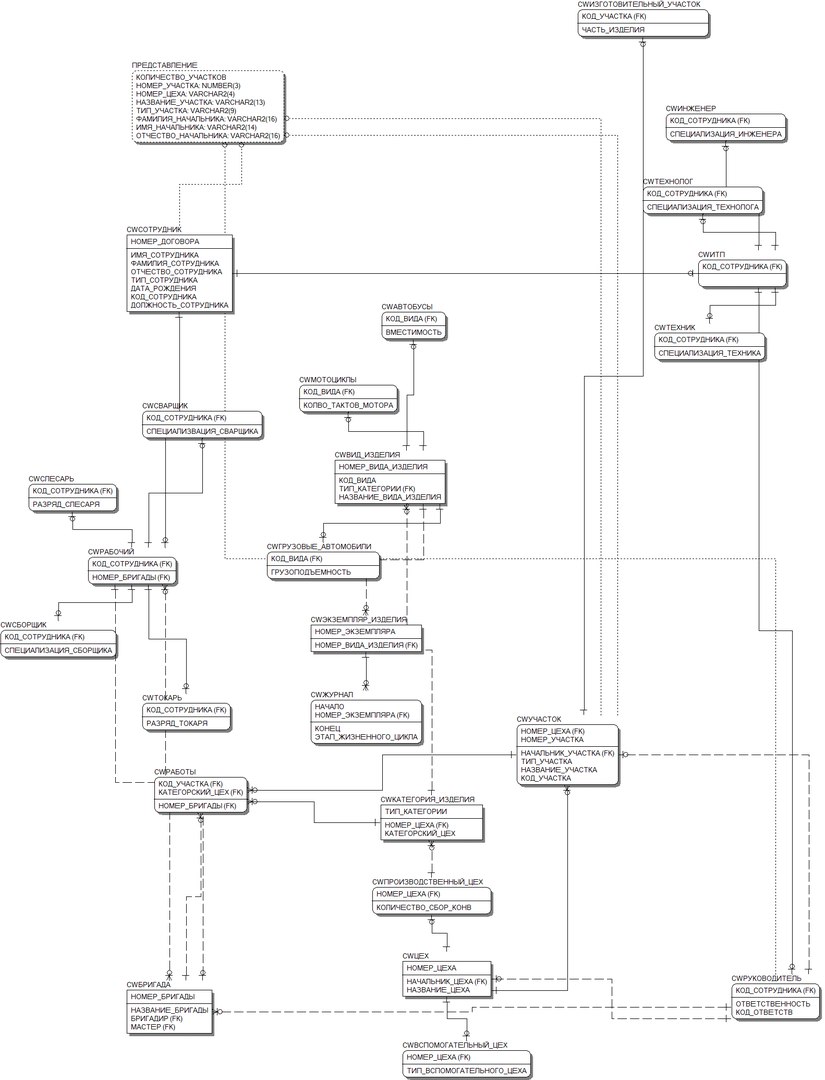 CWИЗГОТОВИТЕЛЬНЫЙ_УЧАСТОК
КОД_УЧАСТКА (FK)
ЧАСТЬ_ИЗДЕЛИЯ
ПРЕДСТАВЛЕНИЕ
КОЛИЧЕСТВО_УЧАСТКОВ
НОМЕР_УЧАСТКА: NUMBER(3)
НОМЕР_ЦЕХА: VARCHAR2(4)
НАЗВАНИЕ_УЧАСТКА: VARCHAR2(13)
ТИП_УЧАСТКА: VARCHAR2(9)
ФАМИЛИЯ_НАЧАЛЬНИКА: VARCHAR2(16)
ИМЯ_НАЧАЛЬНИКА: VARCHAR2(14)
ОТЧЕСТВО_НАЧАЛЬНИКА: VARCHAR2(16)
CWИНЖЕНЕР
КОД_СОТРУДНИКА (FK)
СПЕЦИАЛИЗАЦИЯ_ИНЖЕНЕРА
CWТЕХНОЛОГ
КОД_СОТРУДНИКА (FK)
СПЕЦИАЛИЗАЦИЯ_ТЕХНОЛОГА
CWСОТРУДНИК
НОМЕР_ДОГОВОРА
ИМЯ_СОТРУДНИКА
ФАМИЛИЯ_СОТРУДНИКА
ОТЧЕСТВО_СОТРУДНИКА
ТИП_СОТРУДНИКА
ДАТА_РОЖДЕНИЯ
КОД_СОТРУДНИКА
ДОЛЖНОСТЬ_СОТРУДНИКА
CWИТП
КОД_СОТРУДНИКА (FK)
CWАВТОБУСЫ
КОД_ВИДА (FK)
ВМЕСТИМОСТЬ
CWТЕХНИК
КОД_СОТРУДНИКА (FK)
СПЕЦИАЛИЗАЦИЯ_ТЕХНИКА
CWМОТОЦИКЛЫ
КОД_ВИДА (FK)
КОЛВО_ТАКТОВ_МОТОРА
CWСВАРЩИК
КОД_СОТРУДНИКА (FK)
СПЕЦИАЛИЗВАЦИЯ_СВАРЩИКА
CWВИД_ИЗДЕЛИЯ
НОМЕР_ВИДА_ИЗДЕЛИЯ
КОД_ВИДА
ТИП_КАТЕГОРИИ (FK)
НАЗВАНИЕ_ВИДА_ИЗДЕЛИЯ
CWСЛЕСАРЬ
КОД_СОТРУДНИКА (FK)
РАЗРЯД_СЛЕСАРЯ
CWГРУЗОВЫЕ_АВТОМОБИЛИ
КОД_ВИДА (FK)
ГРУЗОПОДЪЕМНОСТЬ
CWРАБОЧИЙ
КОД_СОТРУДНИКА (FK)
НОМЕР_БРИГАДЫ (FK)
CWСБОРЩИК
КОД_СОТРУДНИКА (FK)
СПЕЦИАЛИЗАЦИЯ_СБОРЩИКА
CWЭКЗЕМПЛЯР_ИЗДЕЛИЯ
НОМЕР_ЭКЗЕМПЛЯРА
НОМЕР_ВИДА_ИЗДЕЛИЯ (FK)
CWТОКАРЬ
КОД_СОТРУДНИКА (FK)
РАЗРЯД_ТОКАРЯ
CWЖУРНАЛ
НАЧАЛО
НОМЕР_ЭКЗЕМПЛЯРА (FK)
КОНЕЦ
ЭТАП_ЖИЗНЕННОГО_ЦИКЛА
CWУЧАСТОК
НОМЕР_ЦЕХА (FK)
НОМЕР_УЧАСТКА
НАЧАЛЬНИК_УЧАСТКА (FK)
ТИП_УЧАСТКА
НАЗВАНИЕ_УЧАСТКА
КОД_УЧАСТКА
CWРАБОТЫ
КОД_УЧАСТКА (FK)
КАТЕГОРСКИЙ_ЦЕХ (FK)
НОМЕР_БРИГАДЫ (FK)
CWКАТЕГОРИЯ_ИЗДЕЛИЯ
ТИП_КАТЕГОРИИ
НОМЕР_ЦЕХА (FK)
КАТЕГОРСКИЙ_ЦЕХ
CWПРОИЗВОДСТВЕННЫЙ_ЦЕХ
НОМЕР_ЦЕХА (FK)
КОЛИЧЕСТВО_СБОР_КОНВ
CWЦЕХ
НОМЕР_ЦЕХА
НАЧАЛЬНИК_ЦЕХА (FK)
НАЗВАНИЕ_ЦЕХА
CWРУКОВОДИТЕЛЬ
КОД_СОТРУДНИКА (FK)
ОТВЕТСТВЕННОСТЬ
КОД_ОТВЕТСТВ
CWБРИГАДА
НОМЕР_БРИГАДЫ
НАЗВАНИЕ_БРИГАДЫ
БРИГАДИР (FK)
МАСТЕР (FK)
CWВСПОМОГАТЕЛЬНЫЙ_ЦЕХ
НОМЕР_ЦЕХА (FK)
ТИП_ВСПОМОГАТЕЛЬНОГО_ЦЕХА